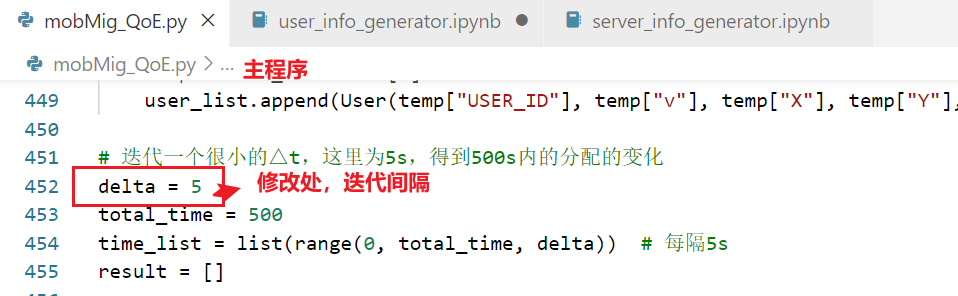 mobMig_QoE.py × user_info_generator.ipynb ● server_info_generator.ipynb
mobMig_QoE.py > ... 主程序
449 user_list.append(User(temp["USER_ID"], temp["v"], temp["X"], temp["Y"],
450
451 # 迭代一个很小的△t，这里为5s，得到500s内的分配的变化
452 delta = 5 修改处，迭代间隔
453 total_time = 500
454 time_list = list(range(0, total_time, delta))  # 每隔5s
455 result = []